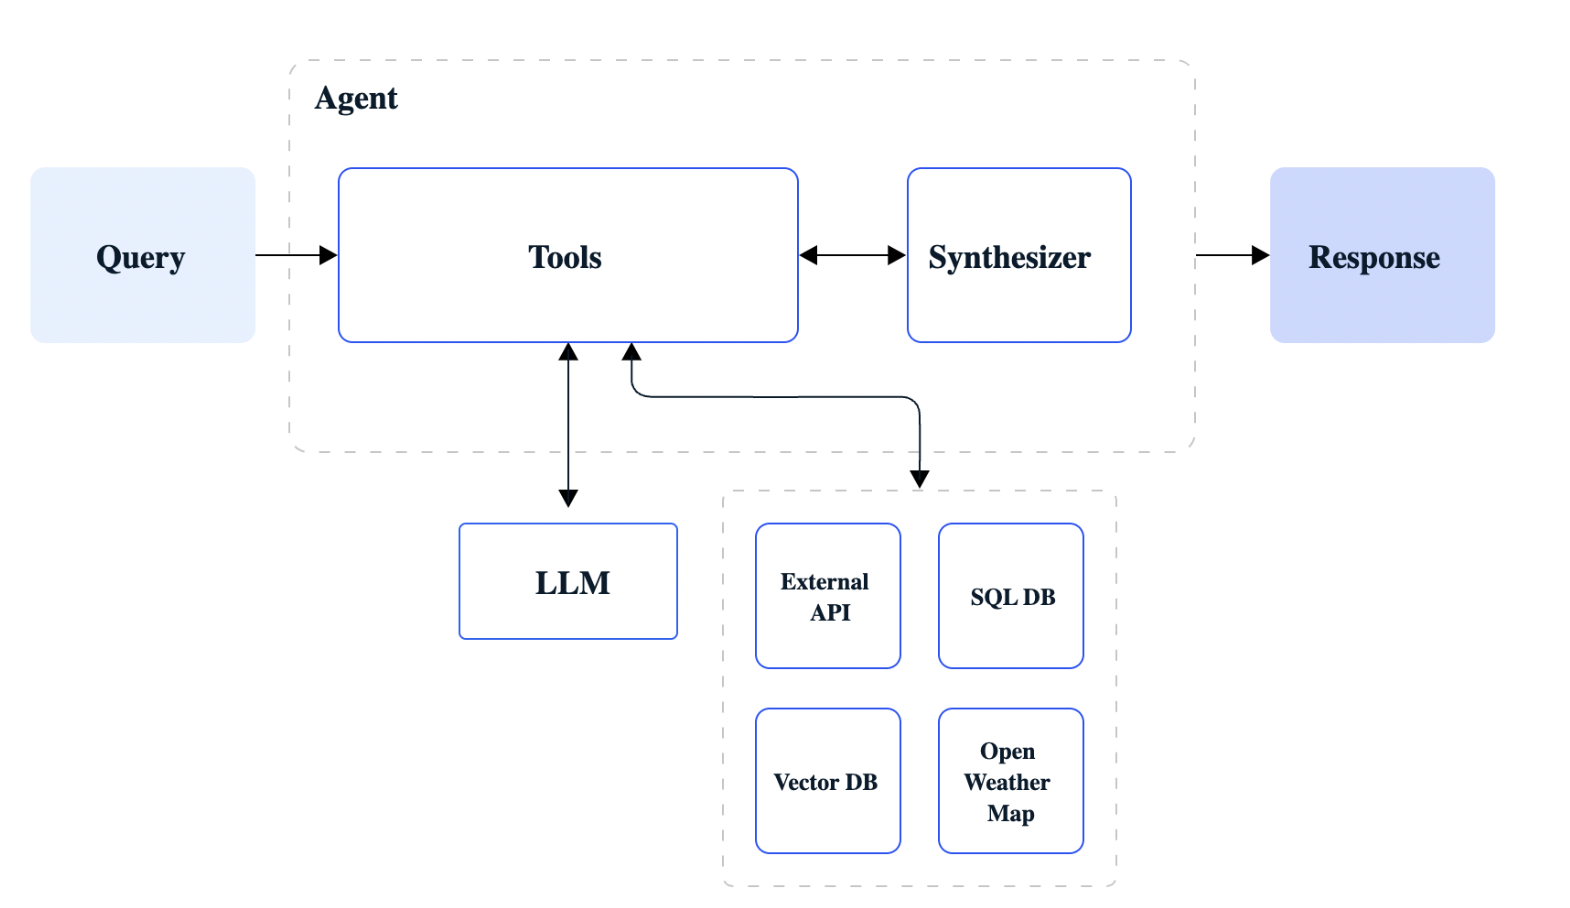 Agent
Query
Tools
Synthesizer
Response
LLM
External
API
SQL DB
Vector DB
Open
Weather
Map